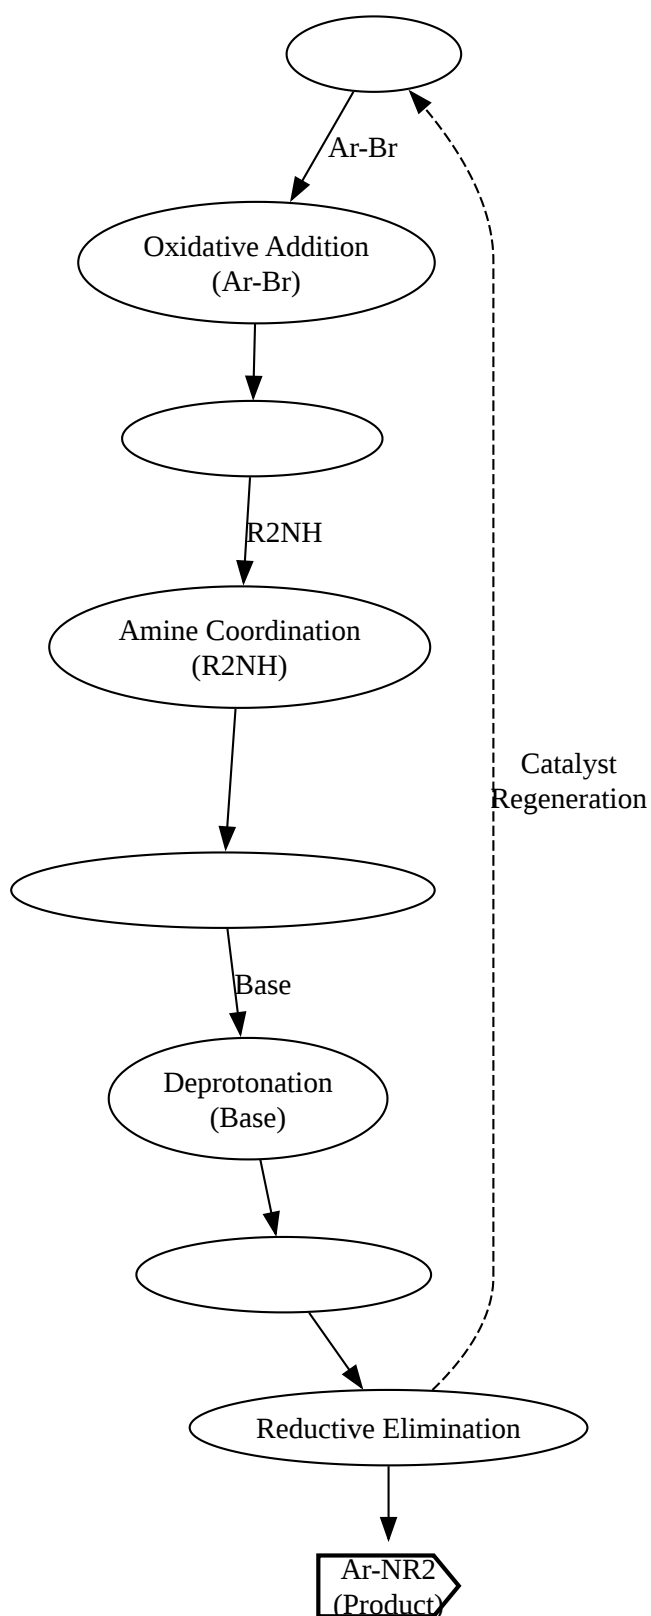 Ar-Br
Oxidative Addition
(Ar-Br)
R2NH
Amine Coordination
(R2NH)
Catalyst
Regeneration
Base
Deprotonation
(Base)
Reductive Elimination
Ar-NR2
(Product)